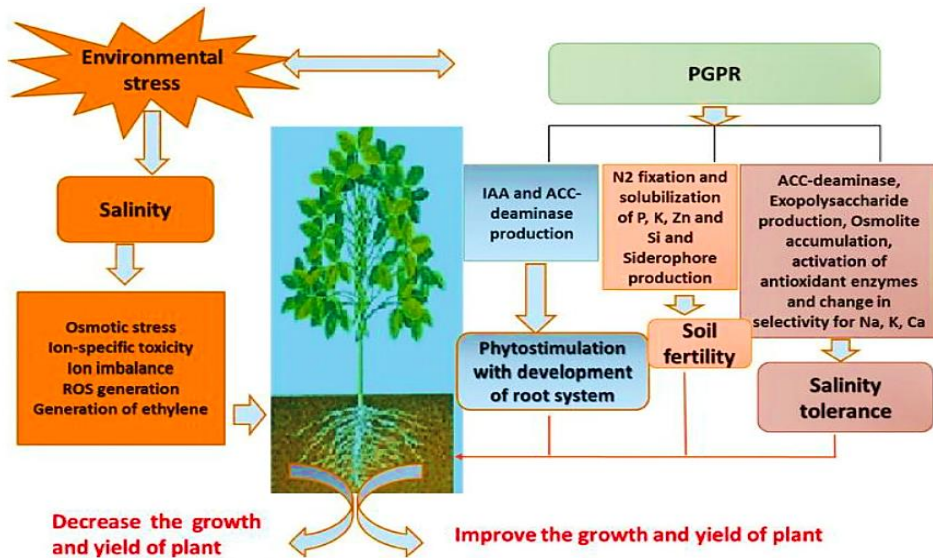 Environmental
stress
PGPR
Salinity
IAA and ACC-
deaminase
production
N2 fixation and
solubilization
of P, K, Zn and
Si and
Siderophore
production
ACC-deaminase,
Exopolysaccharide
production, Osmolite
accumulation,
activation of
antioxidant enzymes
and change in
selectivity for Na, K, Ca
Osmotic stress
Ion-specific toxicity
Ion imbalance
ROS generation
Generation of ethylene
Phytostimulation
with development
of root system
Soil
fertility
Salinity
tolerance
Decrease the growth
and yield of plant
Improve the growth and yield of plant